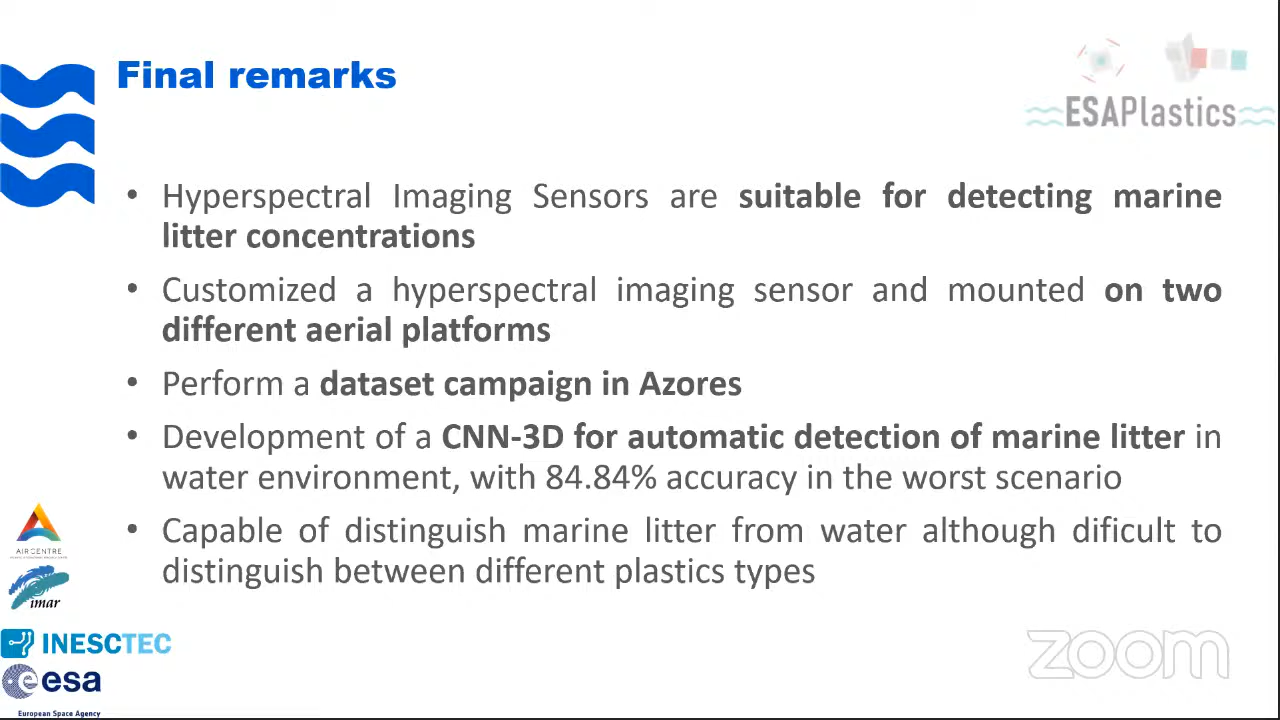 Final remarks
ESAPlastics
• Hyperspectral Imaging Sensors are suitable for detecting marine
litter concentrations
• Customized a hyperspectral imaging sensor and mounted on two
different aerial platforms
• Perform a dataset campaign in Azores
• Development of a CNN-3D for automatic detection of marine litter in
water environment, with 84.84% accuracy in the worst scenario
• Capable of distinguish marine litter from water although dificult to
distinguish between different plastics types
AIR CENTRE
imar
INESCTEC
esa
European Space Agency
zoom